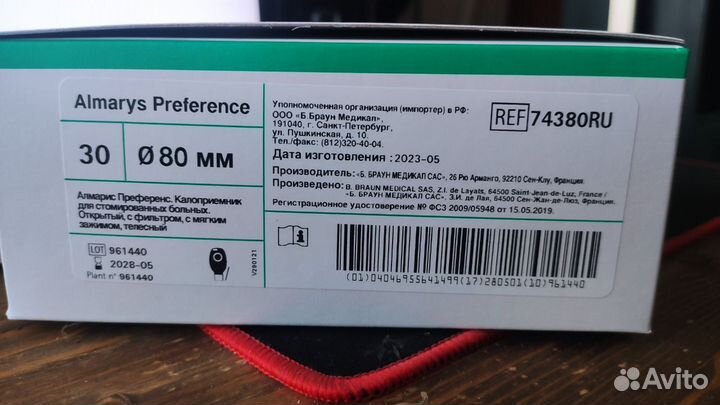 Almarys Preference
30
Ø 80 мм
Алмарис Преференс. Калоприемник
для стомированных больных.
Открытый, с фильтром, с мягким
зажимом, телесный
LOT 961440
2028-05
Plant n° 961440
V280121
Уполномоченная организация (импортер) в РФ:
ООО «Б.Браун Медикал»,
191040, г. Санкт-Петербург,
ул. Пушкинская, д. 10.
Тел./факс: (812)320-40-04.
Дата изготовления : 2023-05
REF 74380RU
Производитель: «Б. БРАУН МЕДИКАЛ САС», 26 Рю Арманго, 92210 Сен-Клу, Франция.
Произведено: B. BRAUN MEDICAL SAS, Z.I. de Layats, 64500 Saint-Jean-de-Luz, France /
«Б. БРАУН МЕДИКАЛ САС», З.И. де Лая, 64500 Сен-Жан-де-Люз, Франция.
Регистрационное удостоверение № ФСЗ 2009/05948 от 15.05.2019.
(01)04046955641499(17)280501(10)961440
Avito